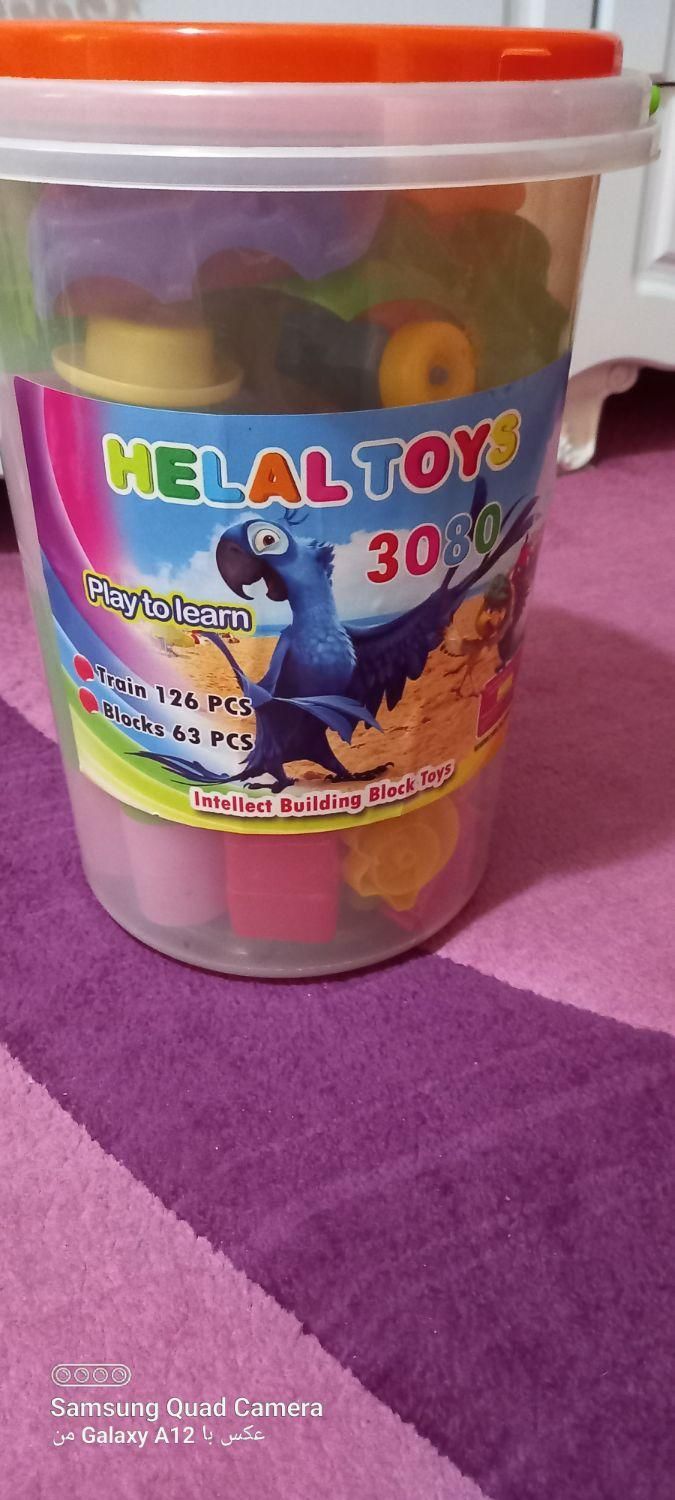 HELAL TOYS
3080
Play to learn
Train 126 PCS
Blocks 63 PCS
Intellect Building Block Toys
Samsung Quad Camera
عکس با Galaxy A12 من